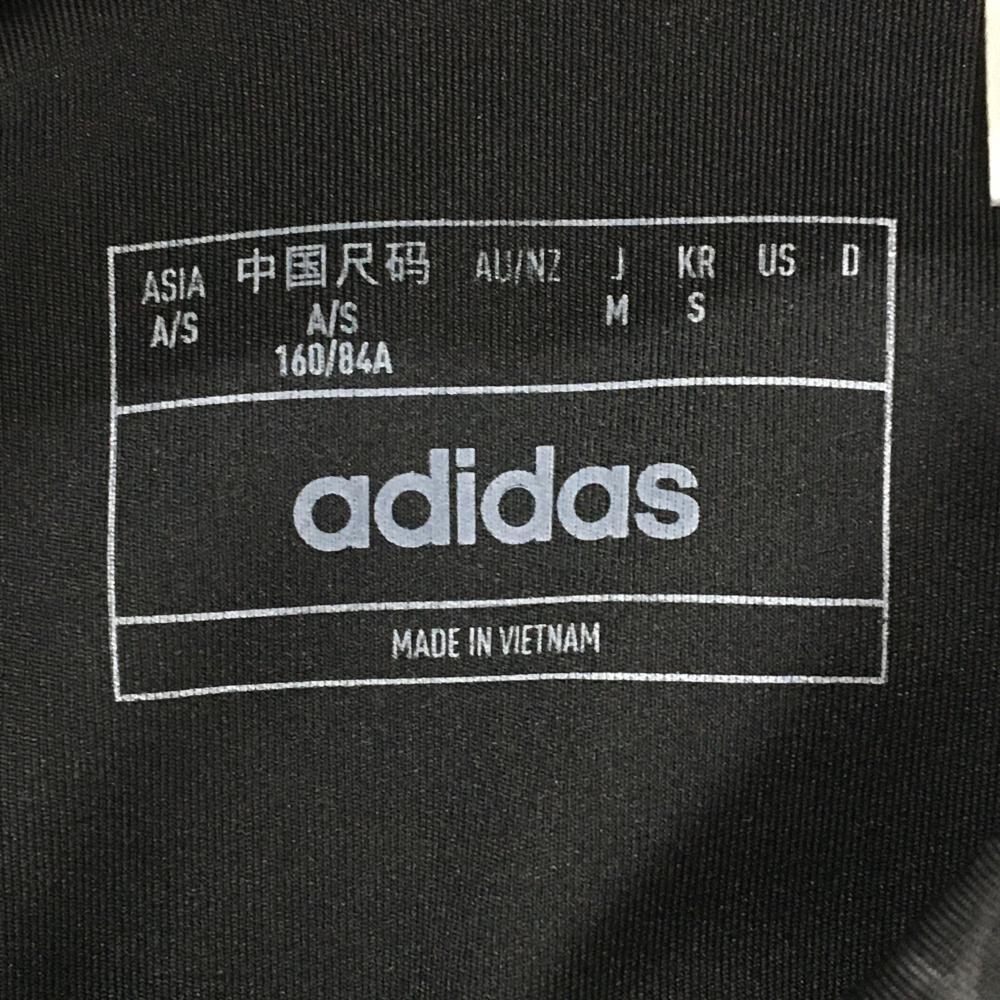 ASIA 中国尺码 AU/NZ J KR US D
A/S A/S M S
160/84A
adidas
MADE IN VIETNAM